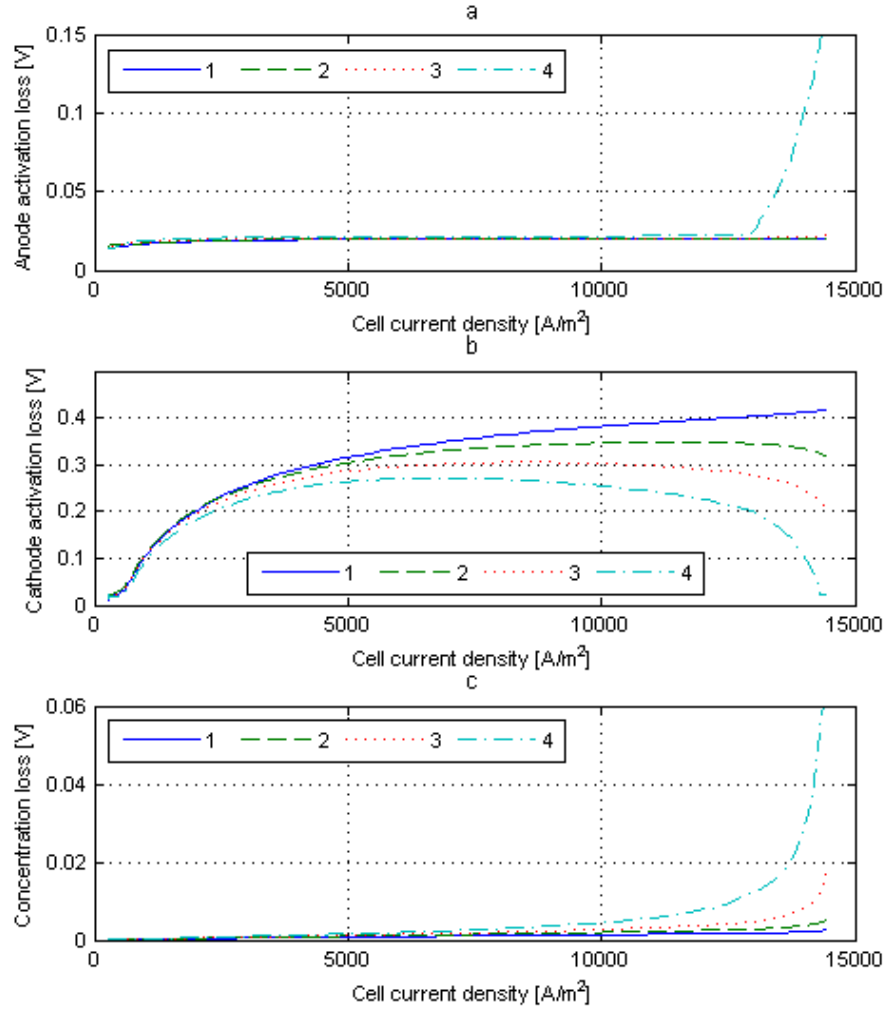 a
Anode activation loss [V]
0.15
0.1
0.05
0
1 2 3 4
0 5000 10000 15000
Cell current density [A/m²]
b
Cathode activation loss [V]
0.4
0.3
0.2
0.1
0
1 2 3 4
0 5000 10000 15000
Cell current density [A/m²]
c
Concentration loss [V]
0.06
0.04
0.02
0
1 2 3 4
0 5000 10000 15000
Cell current density [A/m²]